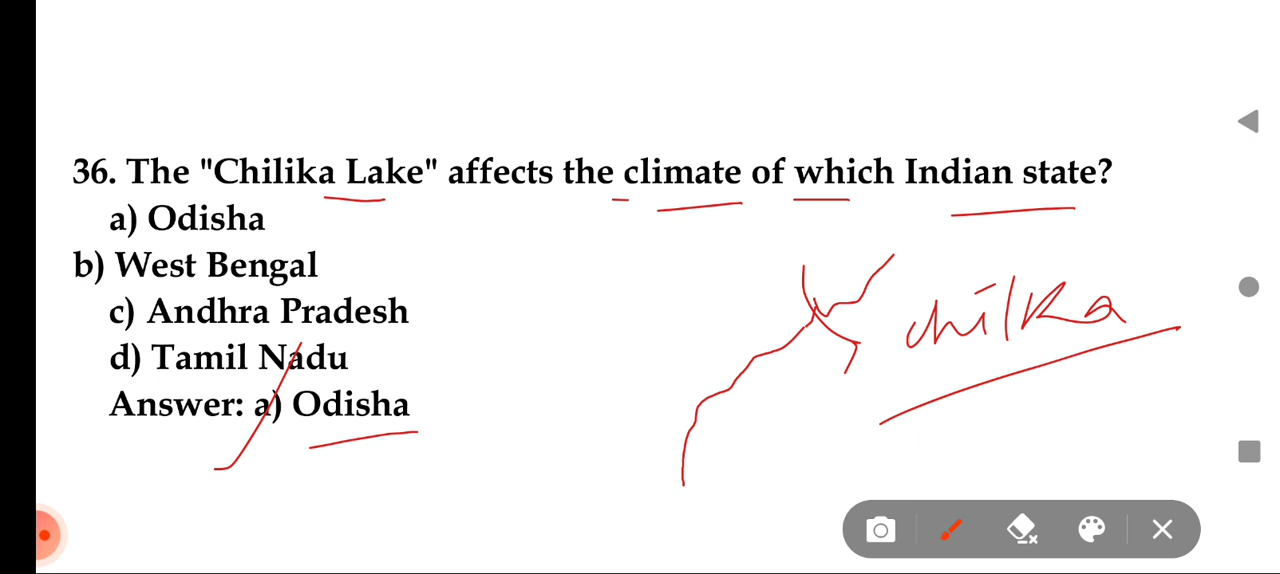 36. The "Chilika Lake" affects the climate of which Indian state?
a) Odisha
b) West Bengal
c) Andhra Pradesh
d) Tamil Nadu
Answer: a) Odisha
chilka